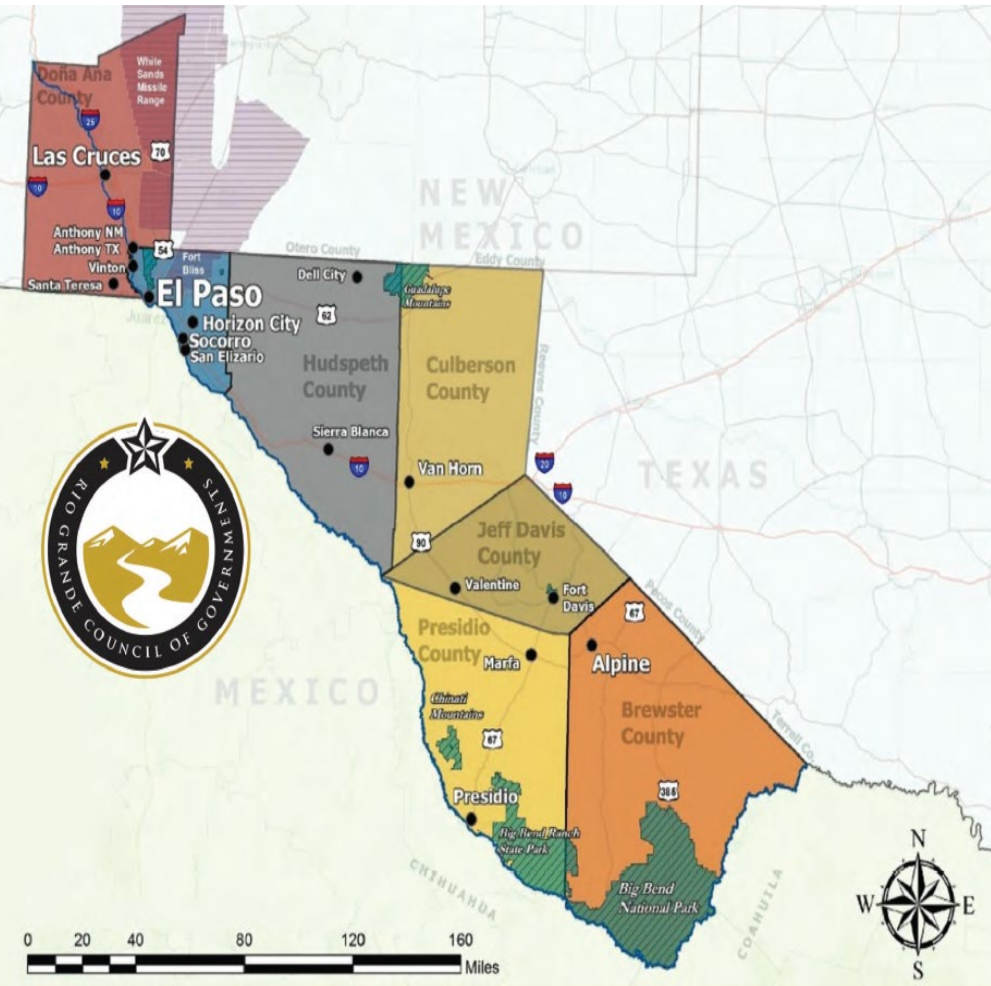 White
Sands
Missile
Range
Doña Ana
County
25
Las Cruces
70
10
10
NEW
MEXICO
Anthony NM
Anthony TX
54
Otero County
Eddy County
Vinton
Fort
Bliss
Dell City
Santa Teresa
El Paso
Guadalupe
Mountains
Juarez
62
Horizon City
Socorro
San Elizario
Hudspeth
County
Culberson
County
Reeves County
Sierra Blanca
10
Van Horn
20
10
TEXAS
RIO GRANDE COUNCIL OF GOVERNMENTS
90
Jeff Davis
County
Valentine
Fort
Davis
Pecos County
67
Presidio
County
Marfa
Alpine
MEXICO
Chinati
Mountains
Brewster
County
67
Terrell Co.
Presidio
385
Big Bend Ranch
State Park
CHIHUAHUA
Big Bend
National Park
COAHUILA
N
W
E
S
0 20 40 80 120 160
Miles